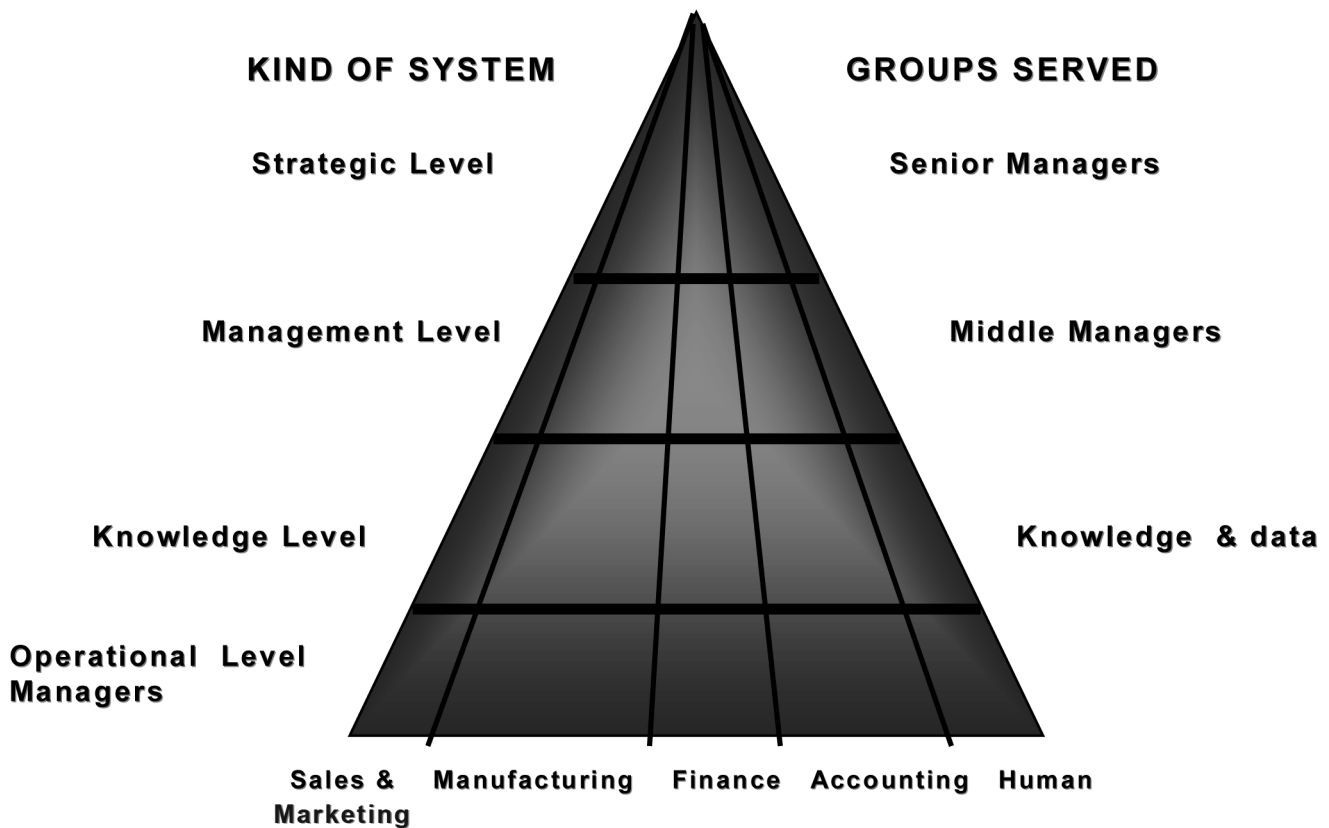 KIND OF SYSTEM
GROUPS SERVED
Strategic Level
Senior Managers
Management Level
Middle Managers
Knowledge Level
Knowledge & data
Operational Level
Managers
Sales & Manufacturing Finance Accounting Human
Marketing